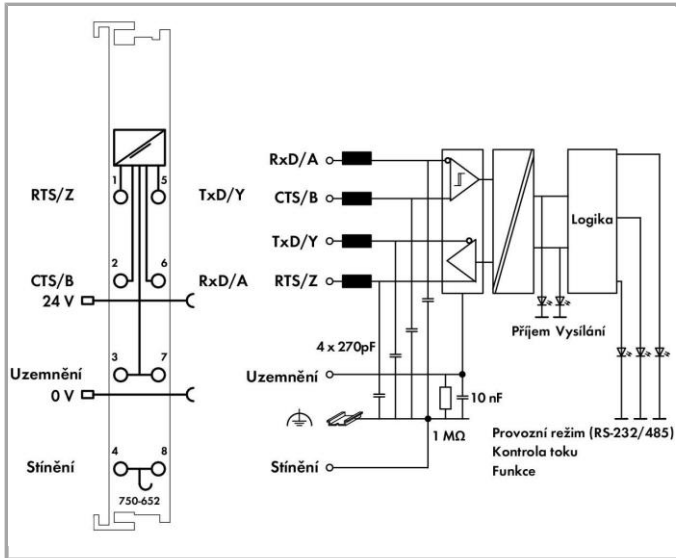 1 5
RTS/Z TxD/Y
2 6
CTS/B RxD/A
24 V
3 7
Uzemnění
0 V
4 8
Stínění
750-652
RxD/A
CTS/B
TxD/Y
RTS/Z
Logika
Příjem Vysílání
4 x 270pF
Uzemnění
10 nF
1 MΩ
Stínění
Provozní režim (RS-232/485)
Kontrola toku
Funkce